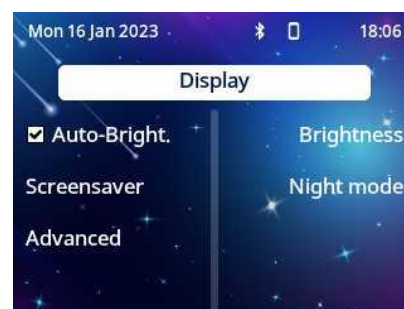 Mon 16 Jan 2023 18:06
Display
Auto-Bright. Brightness
Screensaver Night mode
Advanced